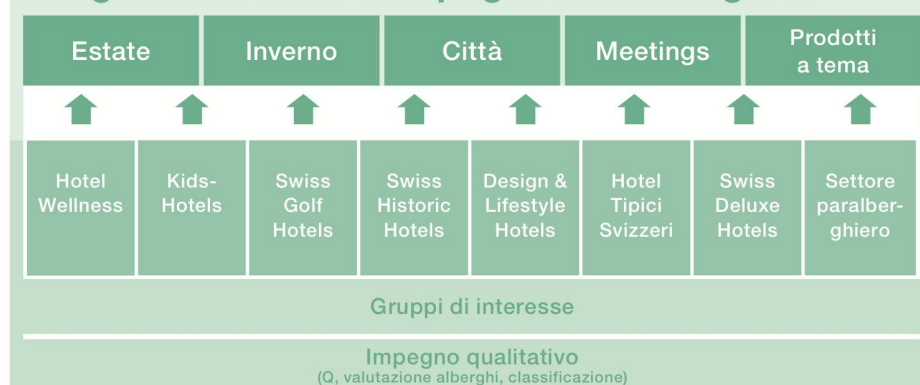 Estate
Inverno
Città
Meetings
Prodotti
a tema
Hotel
Wellness
Kids-
Hotels
Swiss
Golf
Hotels
Swiss
Historic
Hotels
Design &
Lifestyle
Hotels
Hotel
Tipici
Svizzeri
Swiss
Deluxe
Hotels
Settore
paralber-
ghiero
Gruppi di interesse
Impegno qualitativo
(Q, valutazione alberghi, classificazione)